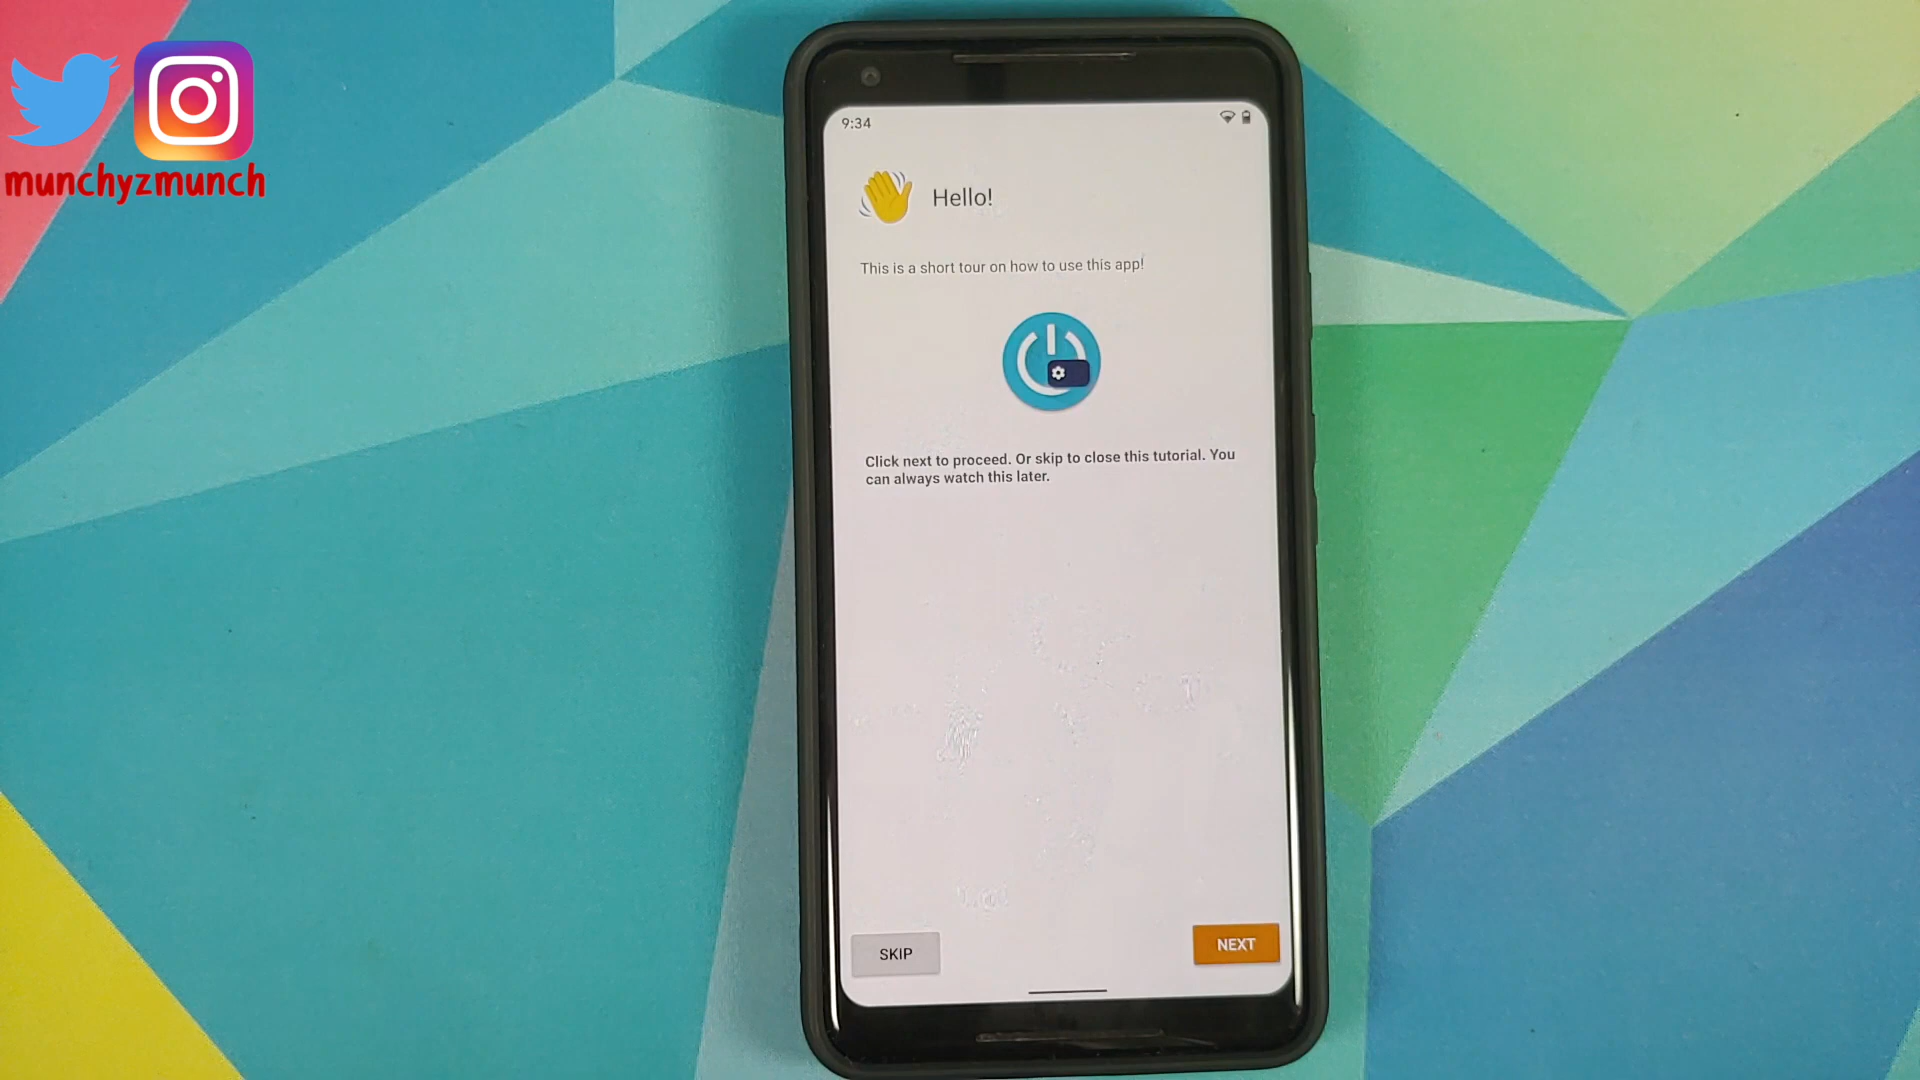 munchyzmunch
9:34
Hello!
This is a short tour on how to use this app!
Click next to proceed. Or skip to close this tutorial. You
can always watch this later.
SKIP
NEXT